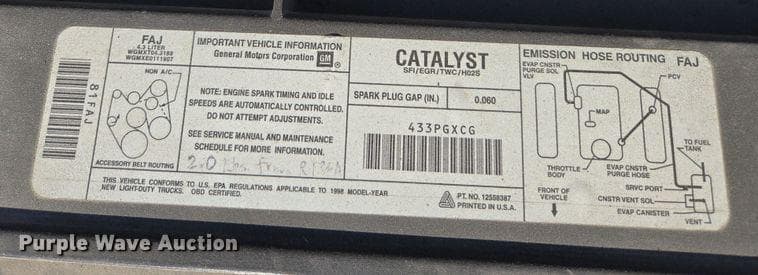 FAJ
4.3 LITER
WGMXT04.3188
WGMXE0111907
NON A/C
ACCESSORY BELT ROUTING
81FAJ
IMPORTANT VEHICLE INFORMATION
General Motors Corporation GM ®
NOTE: ENGINE SPARK TIMING AND IDLE
SPEEDS ARE AUTOMATICALLY CONTROLLED.
DO NOT ATTEMPT ADJUSTMENTS.
SEE SERVICE MANUAL AND MAINTENANCE
SCHEDULE FOR MORE INFORMATION.
2.0 lbs
THIS VEHICLE CONFORMS TO U.S. EPA REGULATIONS APPLICABLE TO 1998 MODEL-YEAR
NEW LIGHT-DUTY TRUCKS. OBD CERTIFIED.
CATALYST
SFI/EGR/TWC/HO2S
SPARK PLUG GAP (IN.) 0.060
433PGXCG
PT. NO. 12558387
PRINTED IN U.S.A.
EMISSION HOSE ROUTING FAJ
EVAP CNSTR
PURGE SOL
VLV
PCV
MAP
TO FUEL
TANK
THROTTLE
BODY
EVAP CNSTR
PURGE HOSE
SRVC PORT
FRONT OF
VEHICLE
CNSTR VENT SOL
EVAP CANISTER
VENT
Purple Wave Auction